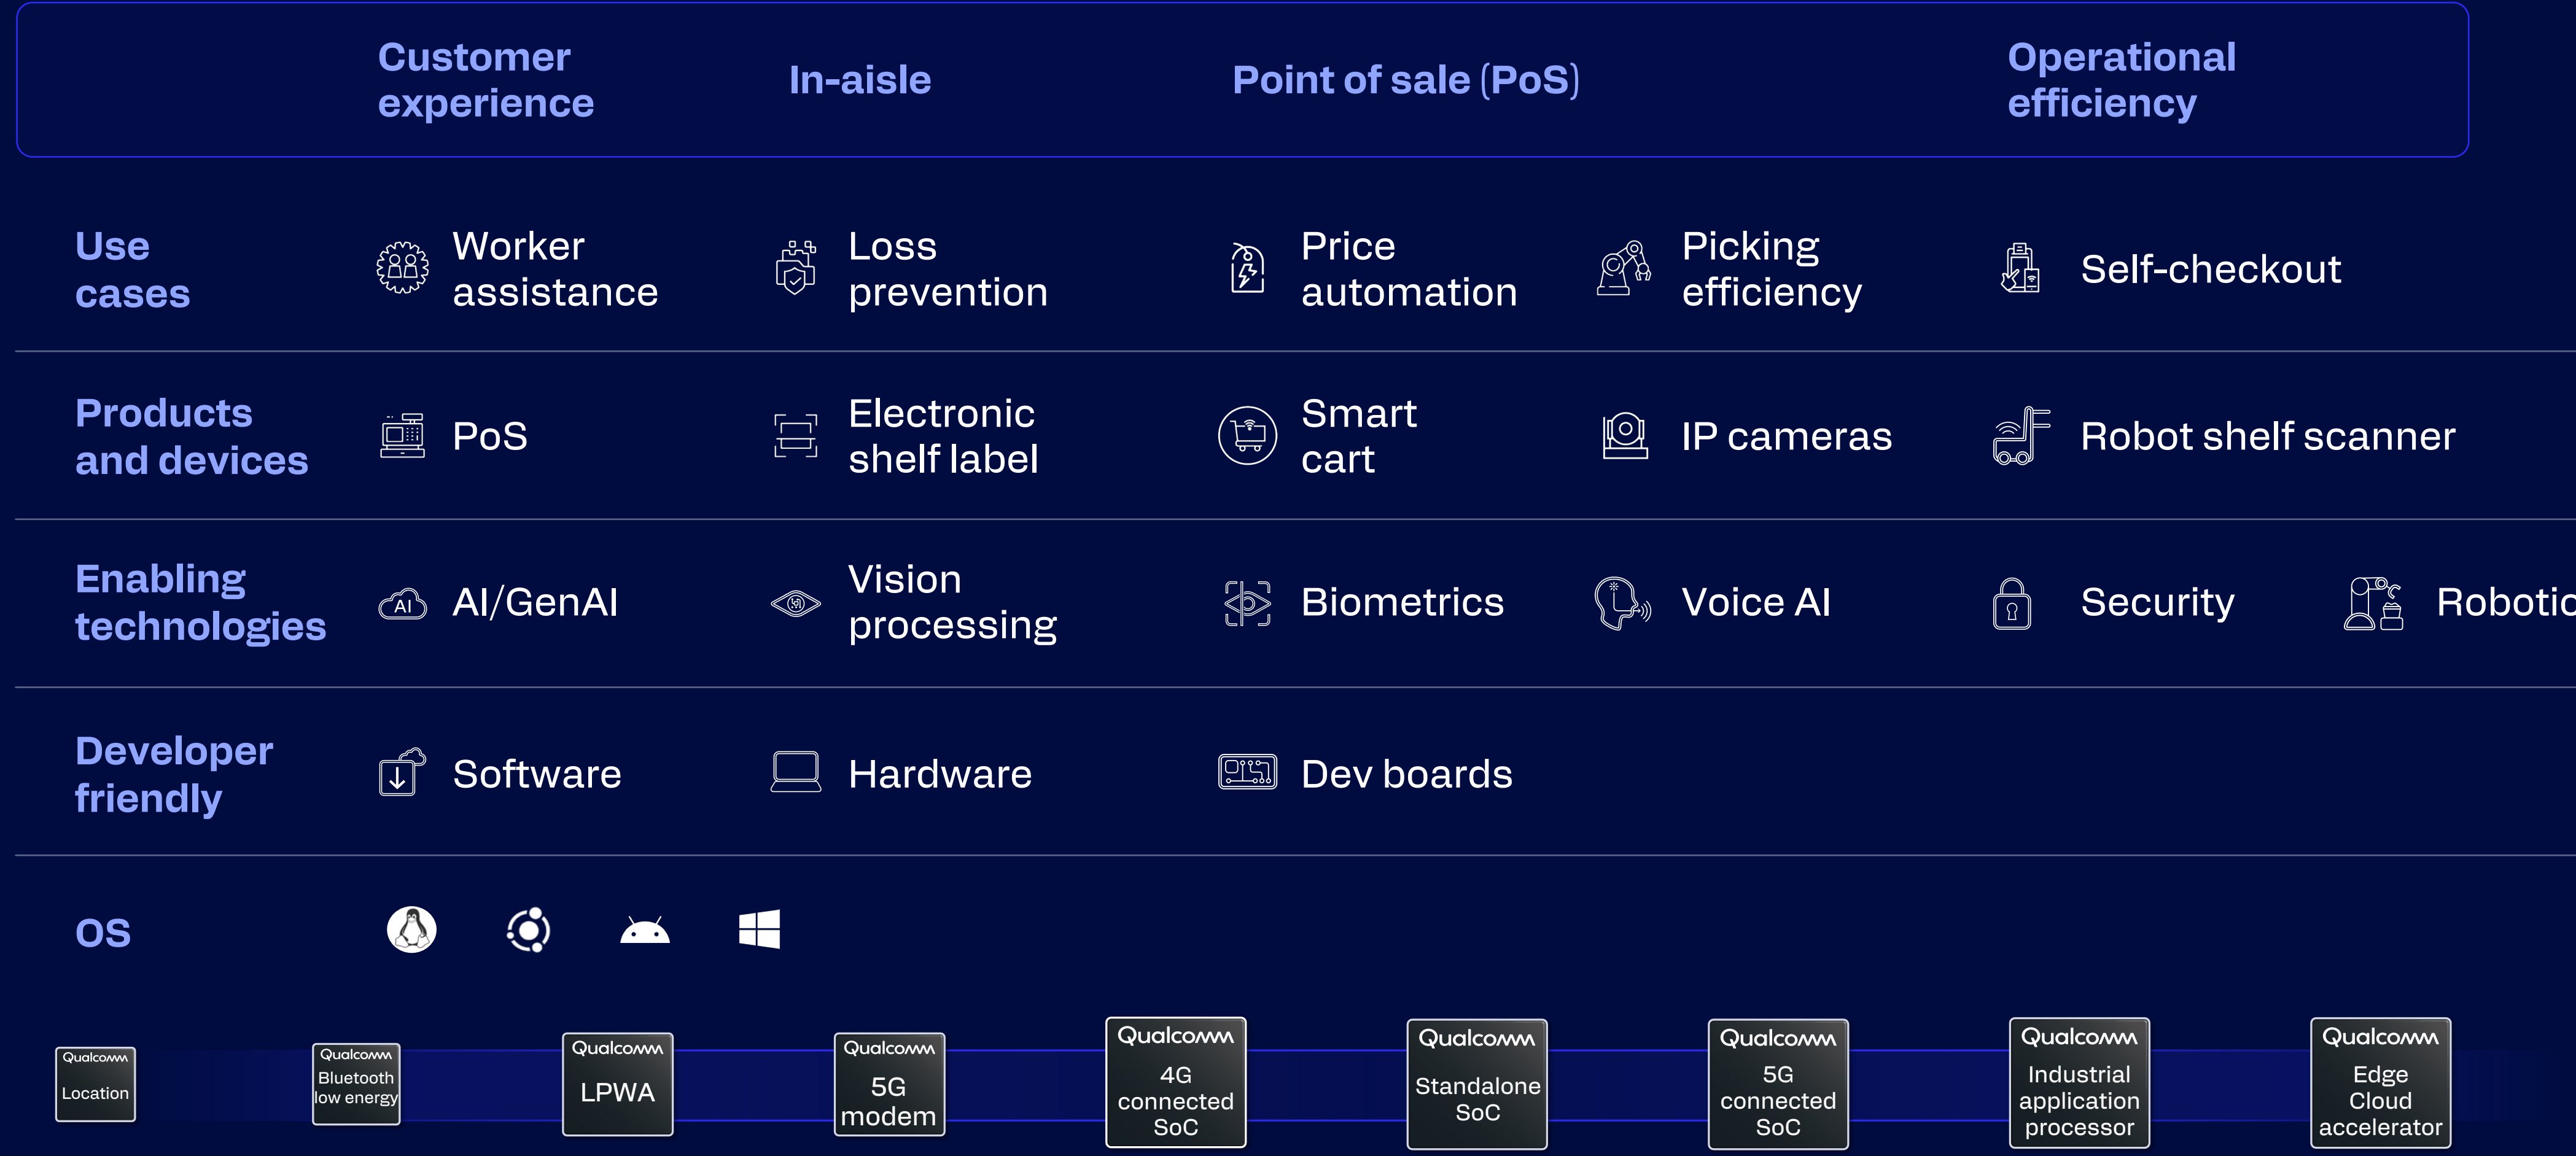 Customer
experience
In-aisle
Point of sale (PoS)
Operational
efficiency
Use
cases
Worker
assistance
Loss
prevention
Price
automation
Picking
efficiency
Self-checkout
Products
and devices
PoS
Electronic
shelf label
Smart
cart
IP cameras
Robot shelf scanner
Enabling
technologies
AI
AI/GenAI
Vision
processing
Biometrics
Voice AI
Security
Robotic
Developer
friendly
Software
Hardware
Dev boards
OS
Qualcomm
Location
Qualcomm
Bluetooth
low energy
Qualcomm
LPWA
Qualcomm
5G
modem
Qualcomm
4G
connected
SoC
Qualcomm
Standalone
SoC
Qualcomm
5G
connected
SoC
Qualcomm
Industrial
application
processor
Qualcomm
Edge
Cloud
accelerator